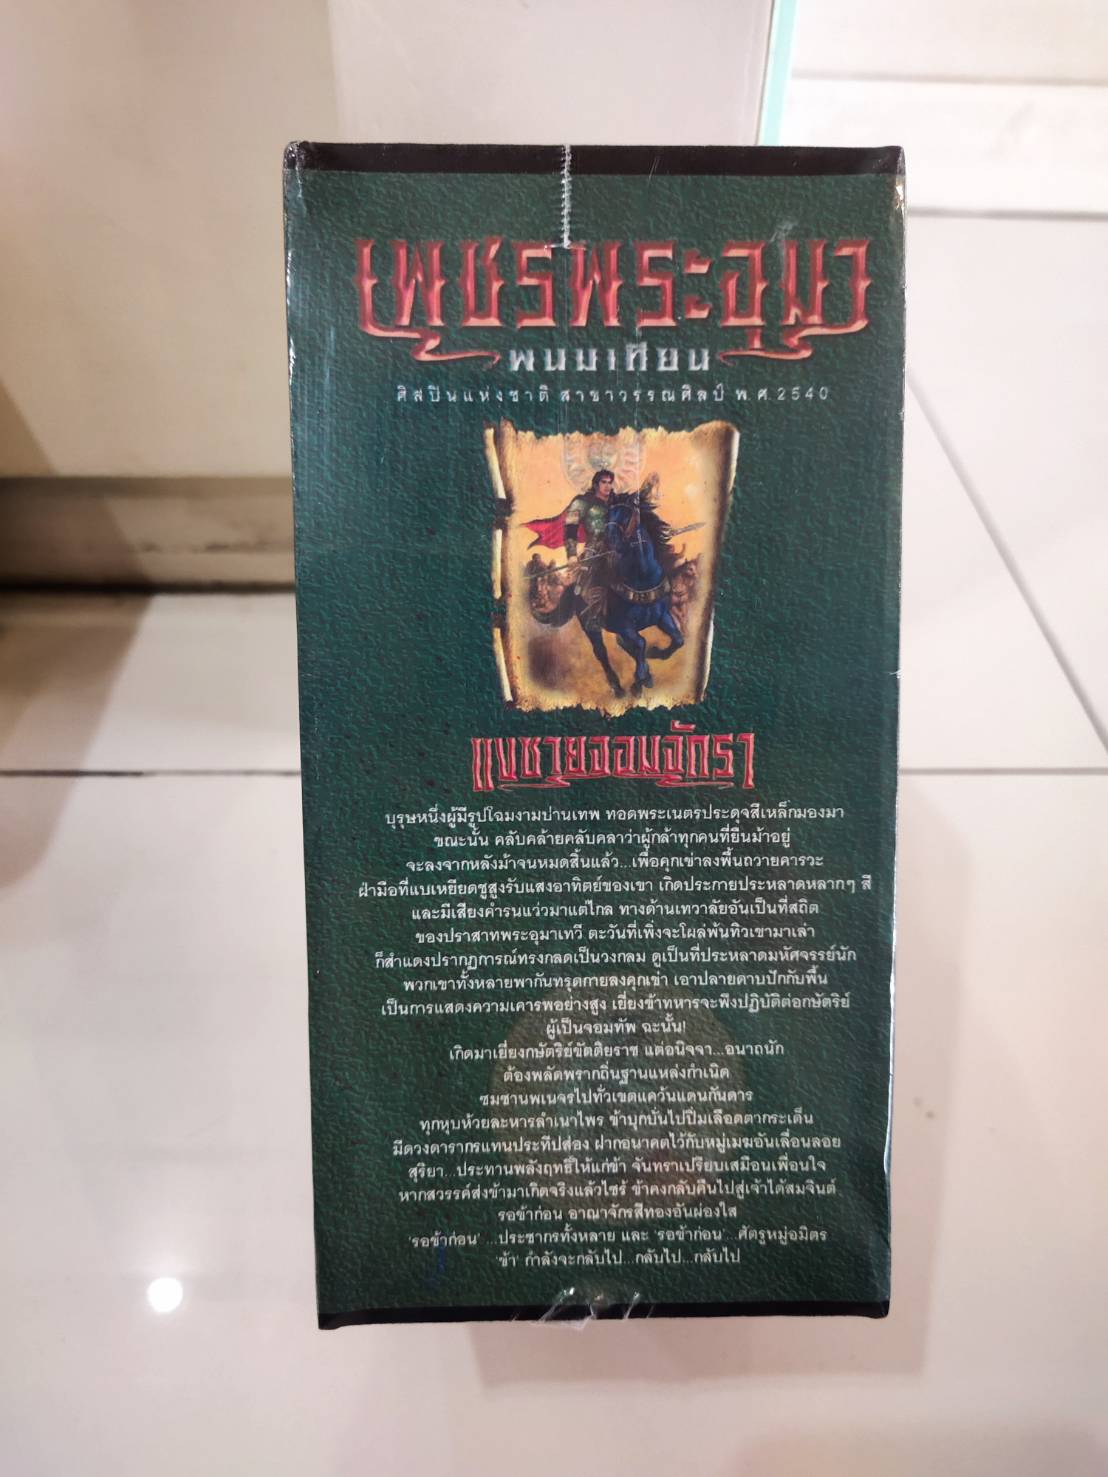 เพชรพระอุมา
พนมเทียน
ศิลปินแห่งชาติ สาขาวรรณศิลป์ พ.ศ.2540
แงซายจอมจักรา
บุรุษหนึ่งผู้มีรูปโฉมงามปานเทพ ทอดพระเนตรประดุจสีเหล็กมองมา
ขณะนั้น คลับคล้ายคลับคลาว่าผู้กล้าทุกคนที่ยืนม้าอยู่
จะลงจากหลังม้าจนหมดสิ้นแล้ว...เพื่อคุกเข่าลงพื้นถวายคารวะ
ฝ่ามือที่แบเหยียดชูสูงรับแสงอาทิตย์ของเขา เกิดประกายประหลาดหลากๆ สี
และมีเสียงคำรนแว่วมาแต่ไกล ทางด้านเทวาลัยอันเป็นที่สถิต
ของปราสาทพระอุมาเทวี ตะวันที่เพิ่งจะโผล่พ้นทิวเขามาเล่า
ก็สำแดงปรากฏการณ์ทรงกลดเป็นวงกลม ดูเป็นที่ประหลาดมหัศจรรย์นัก
พวกเขาทั้งหลายพากันทรุดกายลงคุกเข่า เอาปลายดาบปักกับพื้น
เป็นการแสดงความเคารพอย่างสูง เยี่ยงข้าทหารจะพึงปฏิบัติต่อกษัตริย์
ผู้เป็นจอมทัพ ฉะนั้น!
เกิดมาเยี่ยงกษัตริย์ขัตติยราช แต่อนิจจา...อนาถนัก
ต้องพลัดพรากถิ่นฐานแหล่งกำเนิด
ซมซานพเนจรไปทั่วเขตแคว้นแดนกันดาร
ทุกหุบห้วยละหารลำเนาไพร ข้าบุกบั่นไปปิ่มเลือดตากระเด็น
มีดวงดารากรแทนประทีปส่อง ฝากอนาคตไว้กับหมู่เมฆอันเลื่อนลอย
สุริยา...ประทานพลังฤทธิ์ให้แก่ข้า จันทราเปรียบเสมือนเพื่อนใจ
หากสวรรค์ส่งข้ามาเกิดจริงแล้วไซร้ ข้าคงกลับคืนไปสู่เจ้าได้สมจินต์
รอข้าก่อน อาณาจักรสีทองอันผ่องใส
'รอข้าก่อน' ...ประชากรทั้งหลาย และ 'รอข้าก่อน'...ศัตรูหมู่อมิตร
'ข้า' กำลังจะกลับไป...กลับไป...กลับไป